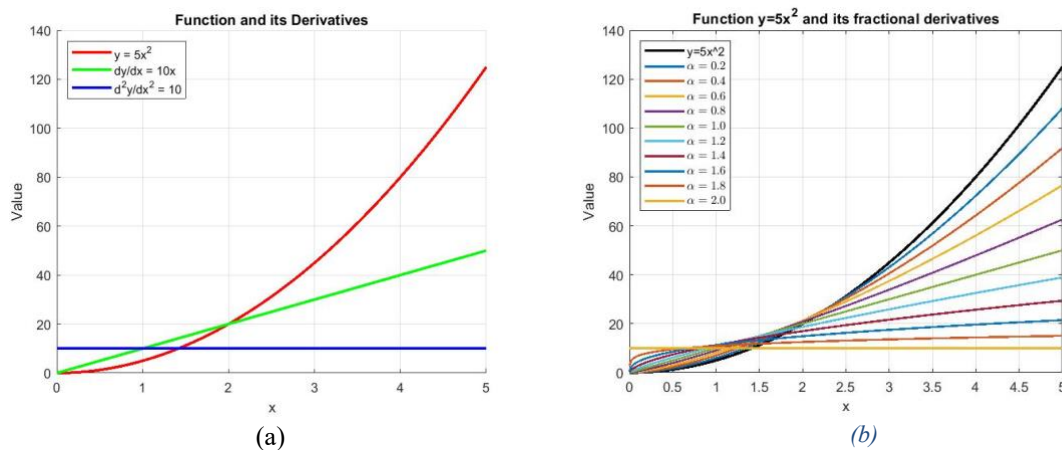 Function and its Derivatives
140
120
100
80
60
40
20
0
Value
y = 5x²
dy/dx = 10x
d²y/dx² = 10
0 1 2 3 4 5
x
(a)
Function y=5x² and its fractional derivatives
140
120
100
80
60
40
20
0
Value
y=5x^2
α = 0.2
α = 0.4
α = 0.6
α = 0.8
α = 1.0
α = 1.2
α = 1.4
α = 1.6
α = 1.8
α = 2.0
0 0.5 1 1.5 2 2.5 3 3.5 4 4.5 5
x
(b)